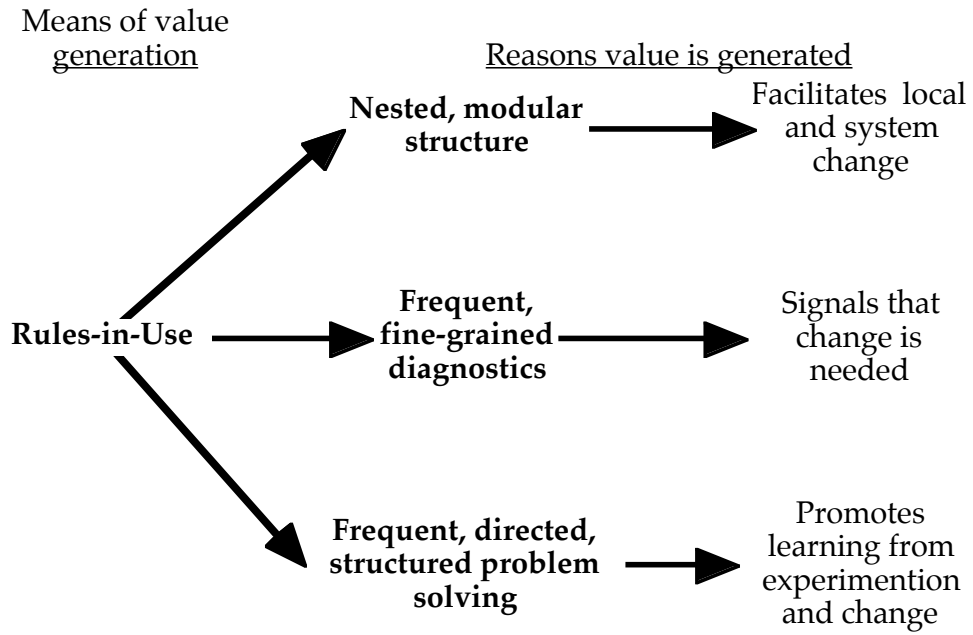 Means of value
generation
Reasons value is generated
Nested, modular
structure
Facilitates local
and system
change
Rules-in-Use
Frequent,
fine-grained
diagnostics
Signals that
change is
needed
Frequent, directed,
structured problem
solving
Promotes
learning from
experimention
and change